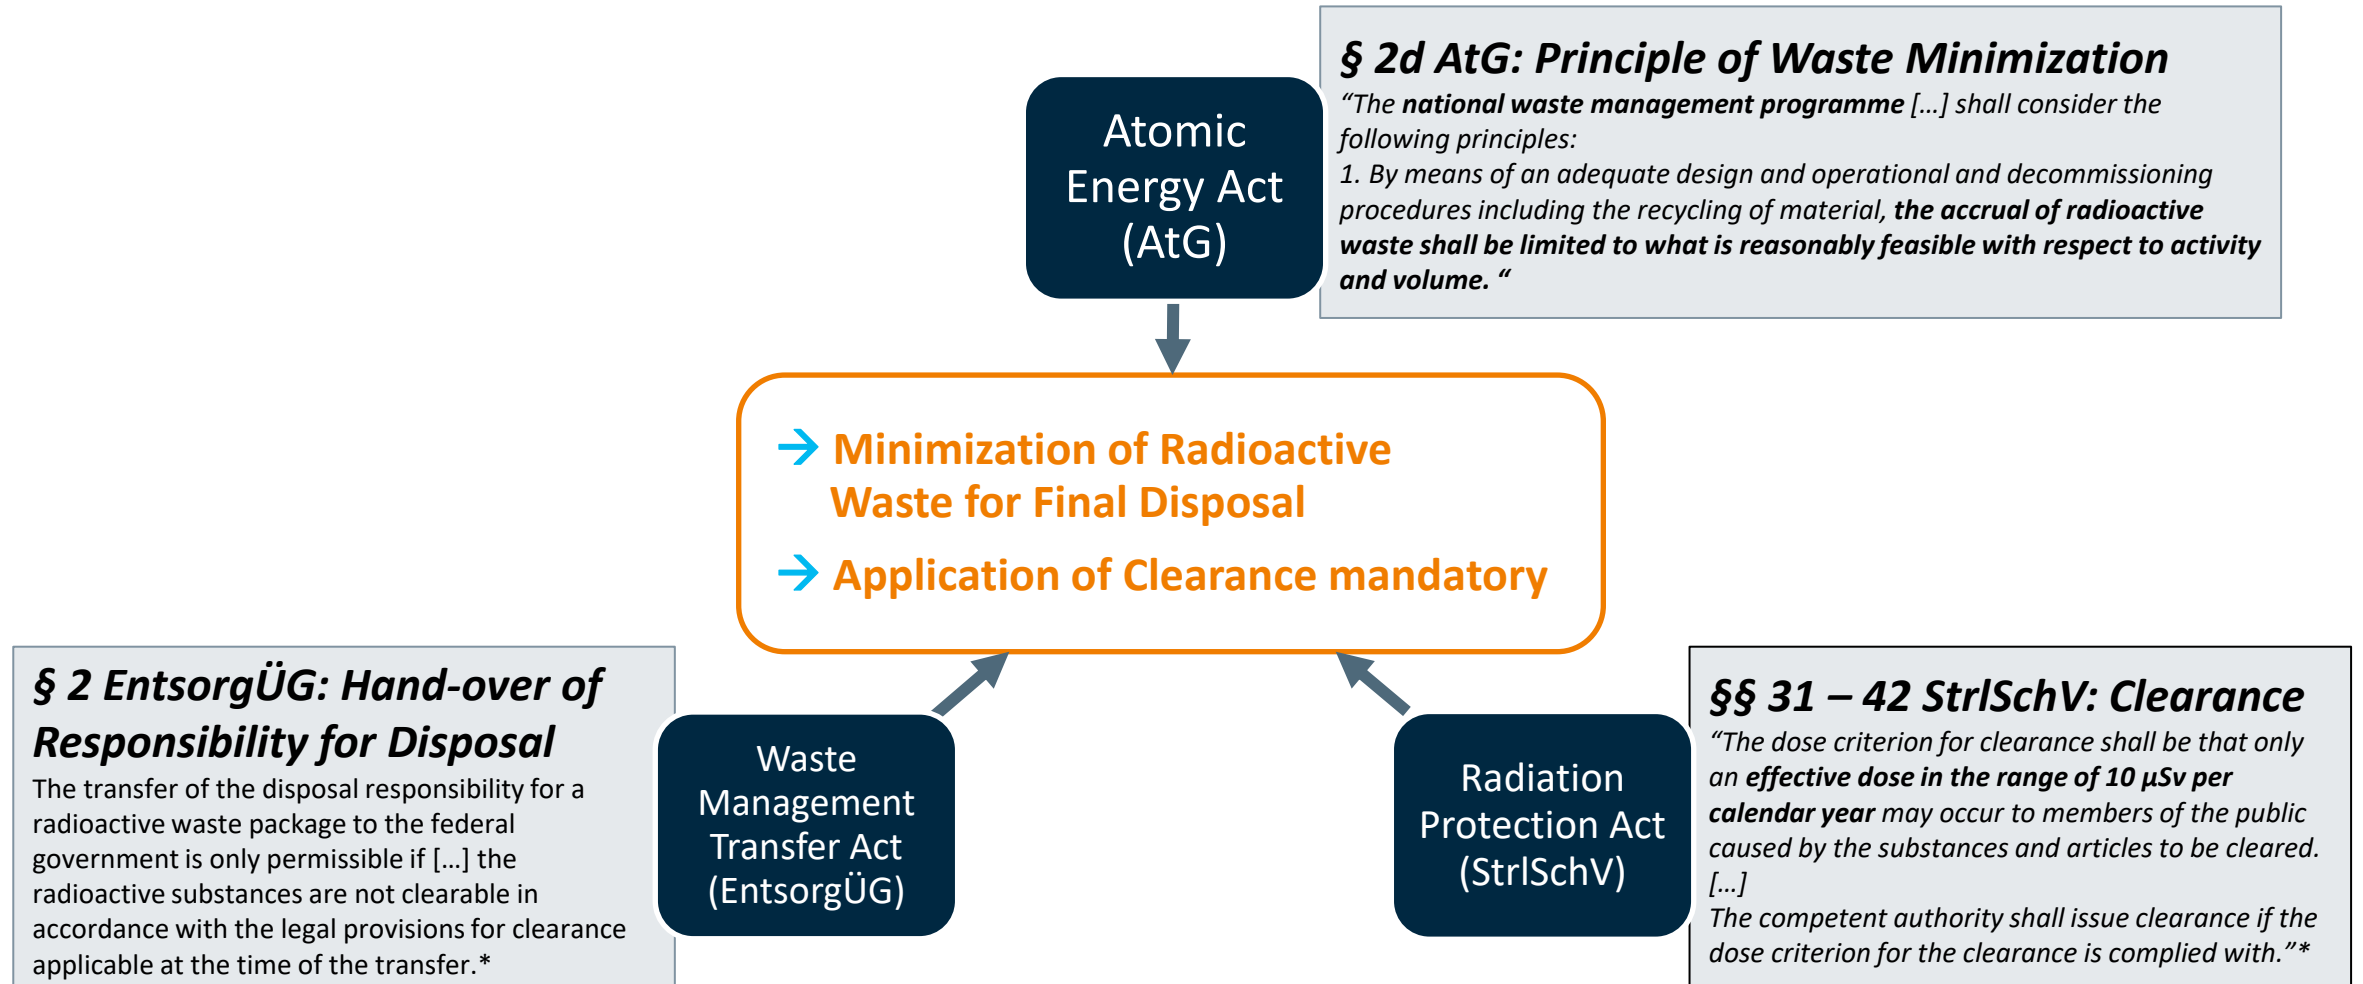 § 2d AtG: Principle of Waste Minimization
“The national waste management programme […] shall consider the
following principles:
1. By means of an adequate design and operational and decommissioning
procedures including the recycling of material, the accrual of radioactive
waste shall be limited to what is reasonably feasible with respect to activity
and volume. “
Atomic
Energy Act
(AtG)
→ Minimization of Radioactive
Waste for Final Disposal
→ Application of Clearance mandatory
§ 2 EntsorgÜG: Hand-over of
Responsibility for Disposal
The transfer of the disposal responsibility for a
radioactive waste package to the federal
government is only permissible if […] the
radioactive substances are not clearable in
accordance with the legal provisions for clearance
applicable at the time of the transfer.*
Waste
Management
Transfer Act
(EntsorgÜG)
Radiation
Protection Act
(StrlSchV)
§§ 31 – 42 StrlSchV: Clearance
“The dose criterion for clearance shall be that only
an effective dose in the range of 10 µSv per
calendar year may occur to members of the public
caused by the substances and articles to be cleared.
[…]
The competent authority shall issue clearance if the
dose criterion for the clearance is complied with.”*